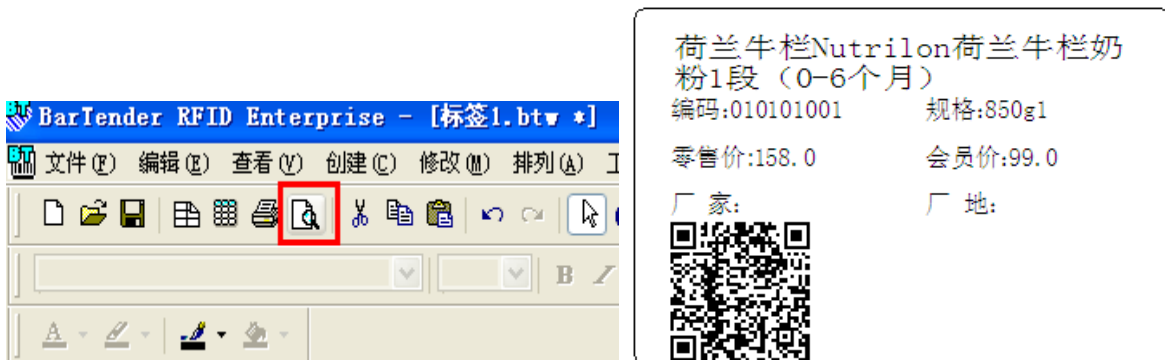 BarTender RFID Enterprise - [标签1.btw *]
文件(F) 编辑(E) 查看(V) 创建(C) 修改(M) 排列(A)
B I
A
荷兰牛栏Nutrilon荷兰牛栏奶
粉1段（0-6个月）
编码:010101001 规格:850g1
零售价:158.0 会员价:99.0
厂 家: 厂 地: